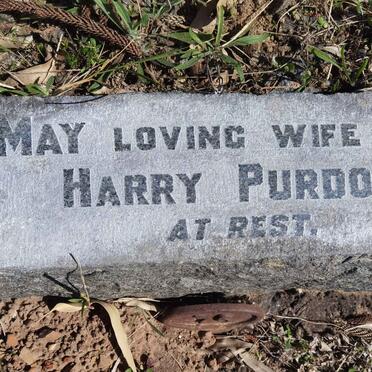 MAY LOVING WIFE
HARRY PURDO
AT REST.